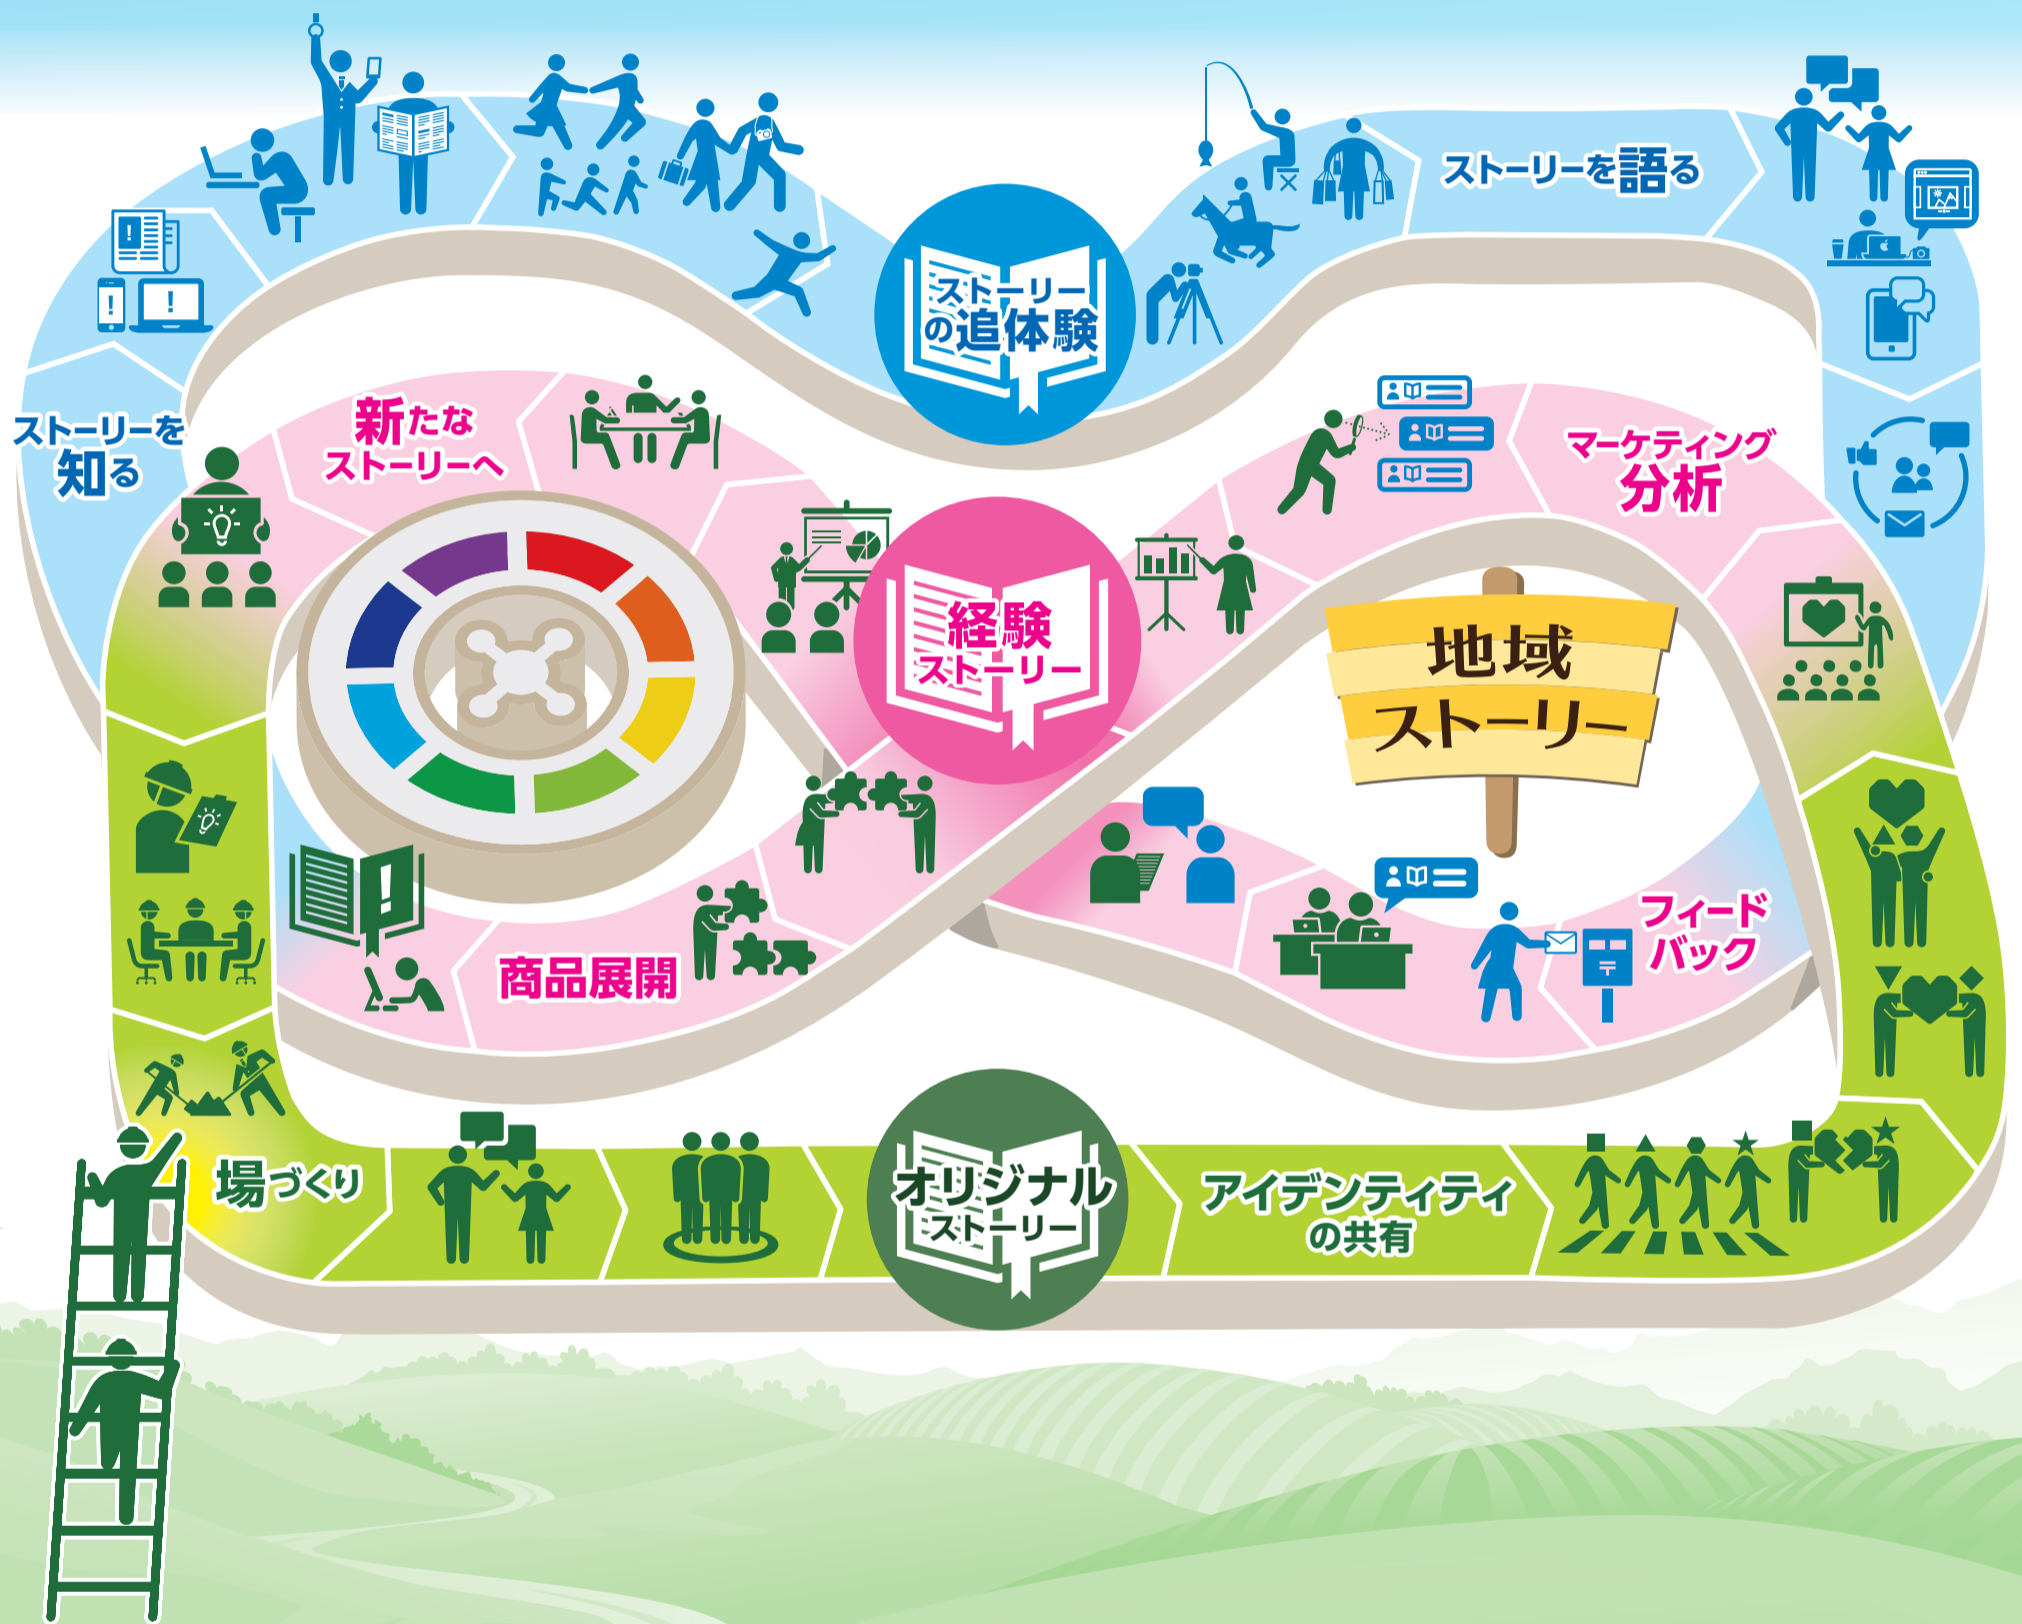 ストーリーを語る
ストーリー
の追体験
ストーリーを
知る
新たな
ストーリーへ
マーケティング
分析
経験
ストーリー
地域
ストーリー
フィード
バック
商品展開
場づくり
オリジナル
ストーリー
アイデンティティ
の共有